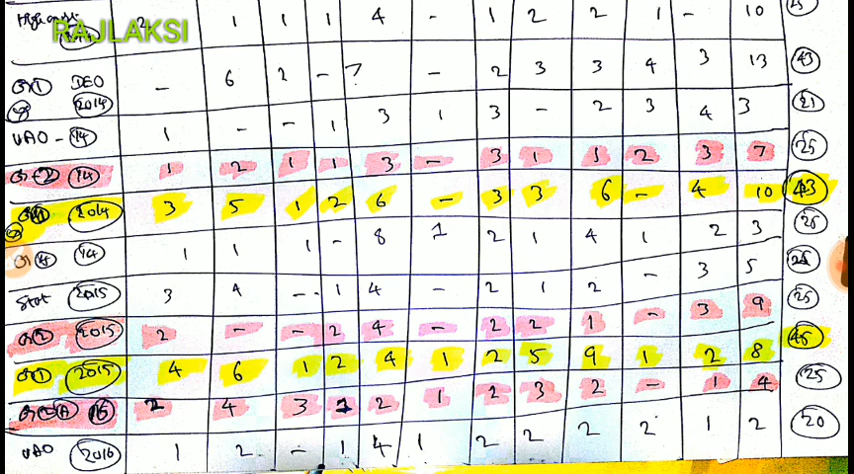 RAJLAKSI
2 1 1 1 4 - 1 2 2 1 - 10
G① DEO 2014 - 6 2 - 7 - 2 3 3 4 3 13 43
VAO - 14 1 - - 1 3 1 3 - 2 3 4 3 21
14 1 2 1 1 3 - 3 1 1 2 3 7 25
2014 3 5 1 2 6 - 3 3 6 - 4 10 43
14 1 1 1 - 8 1 2 1 4 1 2 3
Stat 2015 3 4 - 1 4 - 2 1 2 - 3 5
2015 2 - - 2 4 - 2 2 1 - 3 9 25
G① 2015 4 6 1 2 4 1 2 5 9 1 2 8 45
2 4 3 2 1 2 3 2 - 1 4 25
VAO 2016 1 2 - 1 4 1 2 2 2 2 1 2 20